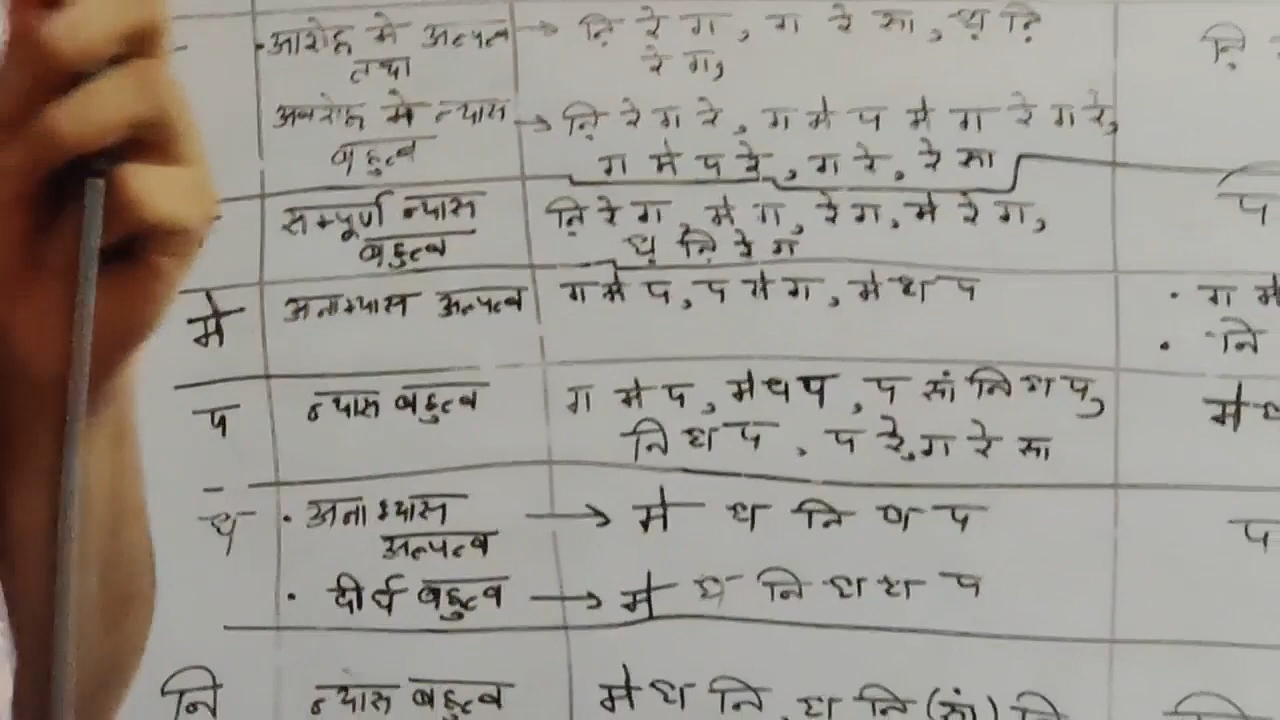 · आरोह में अल्पत्व → नि़ रे ग, ग रे सा, ध़ नि़ नि़
तथा रे ग,
अवरोह में न्यास → नि़ रे ग रे, ग मे प मे ग रे ग रे,
बहुत्व ग मे प रे, ग रे, रे सा
सम्पूर्ण न्यास नि़ रे ग, मे ग, रे ग, मे रे ग, प
बहुत्व ध़ नि़ रे ग
मे अनाभ्यास अल्पत्व ग मे प, प मे ग, मे ध प · ग मे
· नि
प न्यास बहुत्व ग मे प, मे ध प, प सां नि ध प, मे ध
नि ध प, प रे, ग रे सा
ध · अनाभ्यास → मे ध नि ध प प
अल्पत्व
· दीर्घ बहुत्व → मे ध नि ध ध प
नि न्यास बहुत्व मे ध नि, ध नि (सां) नि